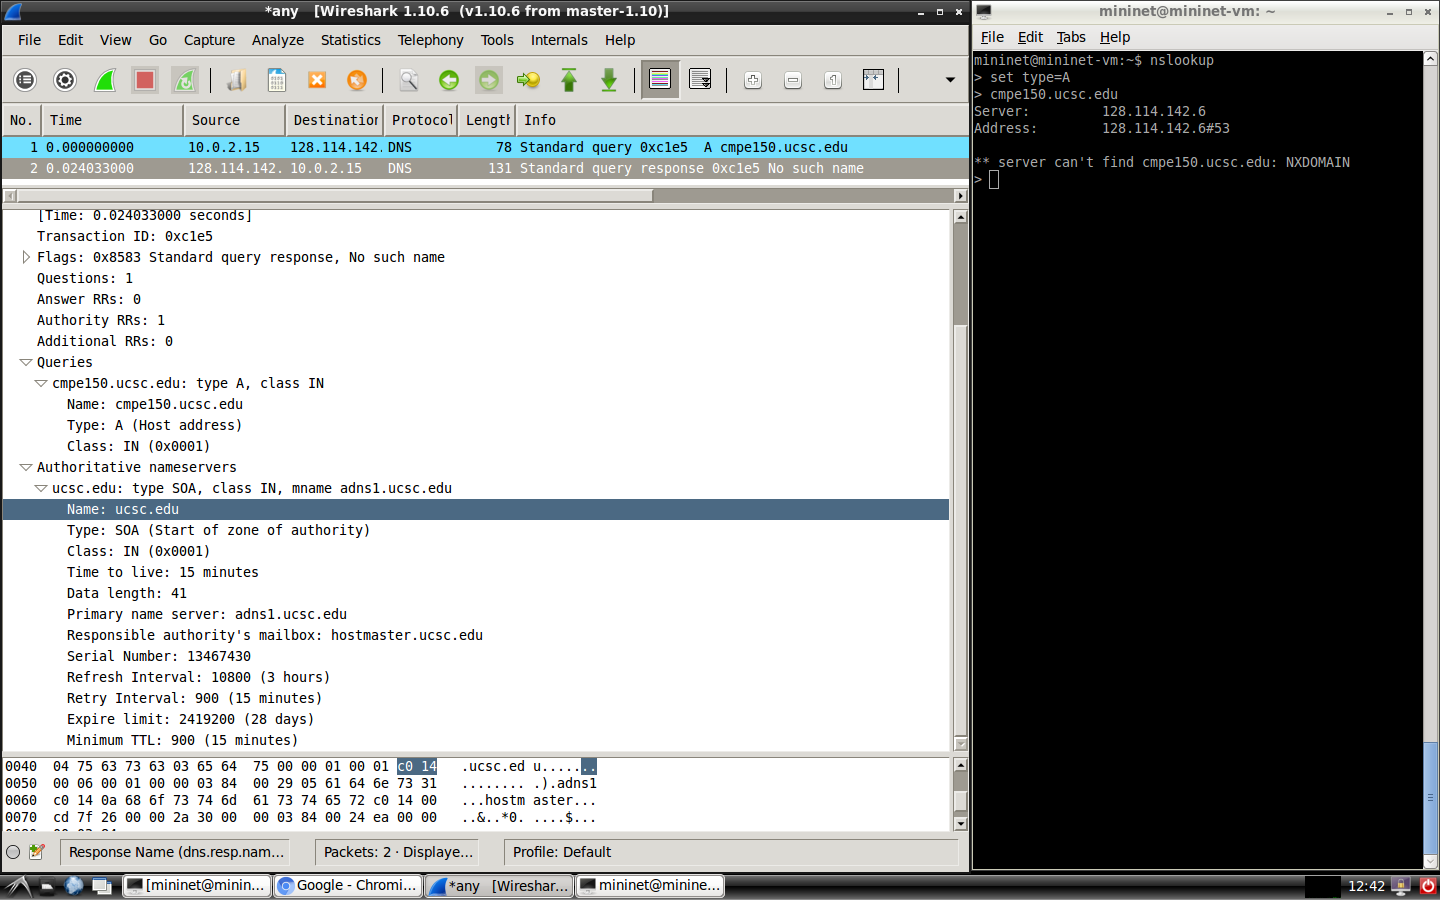 *any   [Wireshark 1.10.6  (v1.10.6 from master-1.10)]
File Edit View Go Capture Analyze Statistics Telephony Tools Internals Help
No. Time Source Destination Protocol Length Info
1 0.000000000 10.0.2.15 128.114.142. DNS 78 Standard query 0xc1e5  A cmpe150.ucsc.edu
2 0.024033000 128.114.142. 10.0.2.15 DNS 131 Standard query response 0xc1e5 No such name
[Time: 0.024033000 seconds]
Transaction ID: 0xc1e5
Flags: 0x8583 Standard query response, No such name
Questions: 1
Answer RRs: 0
Authority RRs: 1
Additional RRs: 0
Queries
cmpe150.ucsc.edu: type A, class IN
Name: cmpe150.ucsc.edu
Type: A (Host address)
Class: IN (0x0001)
Authoritative nameservers
ucsc.edu: type SOA, class IN, mname adns1.ucsc.edu
Name: ucsc.edu
Type: SOA (Start of zone of authority)
Class: IN (0x0001)
Time to live: 15 minutes
Data length: 41
Primary name server: adns1.ucsc.edu
Responsible authority's mailbox: hostmaster.ucsc.edu
Serial Number: 13467430
Refresh Interval: 10800 (3 hours)
Retry Interval: 900 (15 minutes)
Expire limit: 2419200 (28 days)
Minimum TTL: 900 (15 minutes)
0040  04 75 63 73 63 03 65 64  75 00 00 01 00 01 c0 14   .ucsc.ed u.......
0050  00 06 00 01 00 00 03 84  00 29 05 61 64 6e 73 31   ........ .).adns1
0060  c0 14 0a 68 6f 73 74 6d  61 73 74 65 72 c0 14 00   ...hostm aster...
0070  cd 7f 26 00 00 2a 30 00  00 03 84 00 24 ea 00 00   ..&..*0. ....$...
Response Name (dns.resp.nam... Packets: 2 · Displaye... Profile: Default
mininet@mininet-vm: ~
File Edit Tabs Help
mininet@mininet-vm:~$ nslookup
> set type=A
> cmpe150.ucsc.edu
Server:         128.114.142.6
Address:        128.114.142.6#53
** server can't find cmpe150.ucsc.edu: NXDOMAIN
>
[mininet@minin... Google - Chromi... *any   [Wireshar... mininet@minine... 12:42